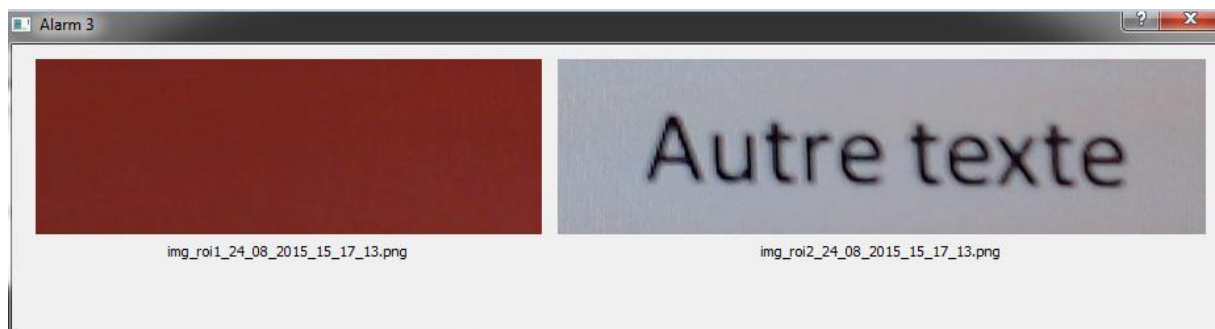 Alarm 3
Autre texte
img_roi1_24_08_2015_15_17_13.png
img_roi2_24_08_2015_15_17_13.png